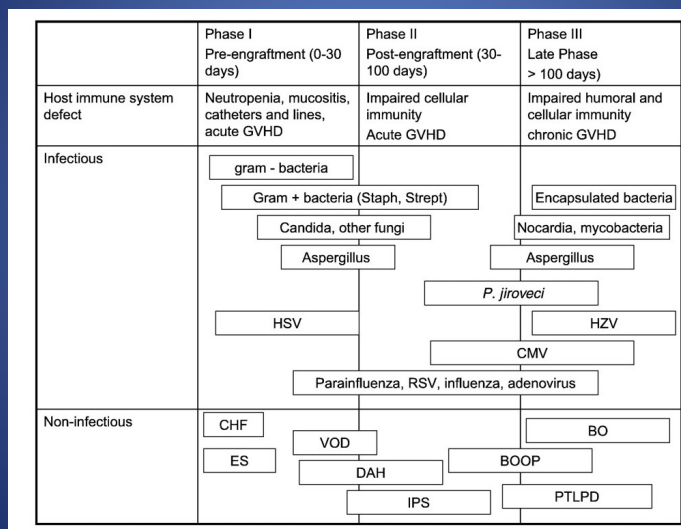 Phase I
Pre-engraftment (0-30
days)
Phase II
Post-engraftment (30-
100 days)
Phase III
Late Phase
> 100 days)
Host immune system
defect
Neutropenia, mucositis,
catheters and lines,
acute GVHD
Impaired cellular
immunity
Acute GVHD
Impaired humoral and
cellular immunity
chronic GVHD
Infectious
gram - bacteria
Gram + bacteria (Staph, Strept)
Encapsulated bacteria
Candida, other fungi
Nocardia, mycobacteria
Aspergillus
Aspergillus
P. jiroveci
HSV
HZV
CMV
Parainfluenza, RSV, influenza, adenovirus
Non-infectious
CHF
BO
VOD
ES
BOOP
DAH
PTLPD
IPS